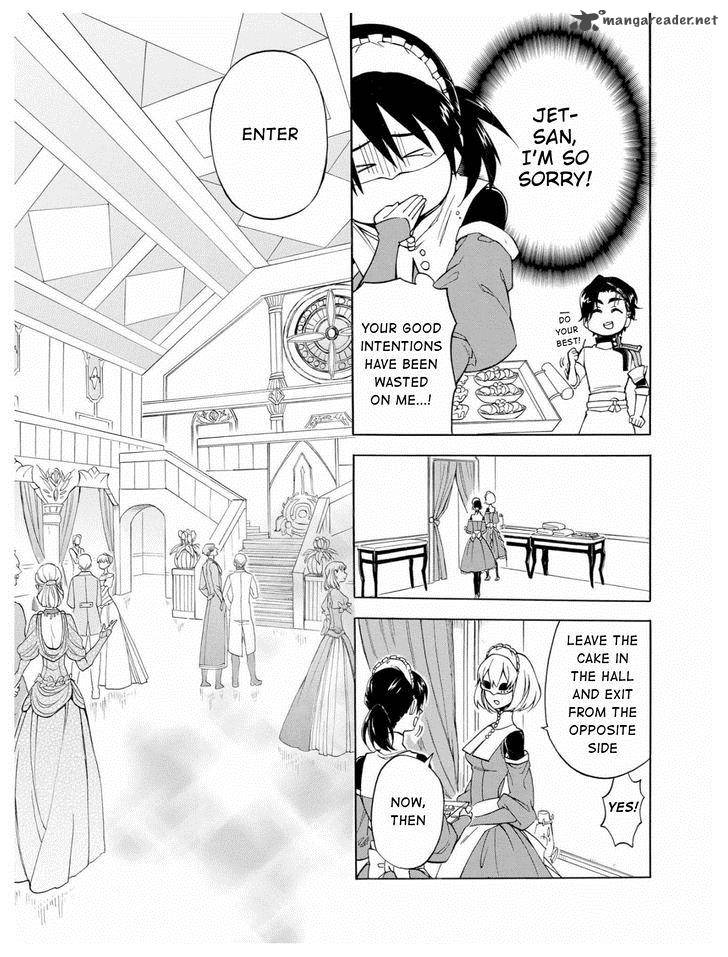 mangareader.net
JET-
SAN,
I'M SO
SORRY!
YOUR GOOD
INTENTIONS
HAVE BEEN
WASTED
ON ME...!
DO
YOUR
BEST!
LEAVE THE
CAKE IN
THE HALL
AND EXIT
FROM THE
OPPOSITE
SIDE
YES!
NOW,
THEN
ENTER